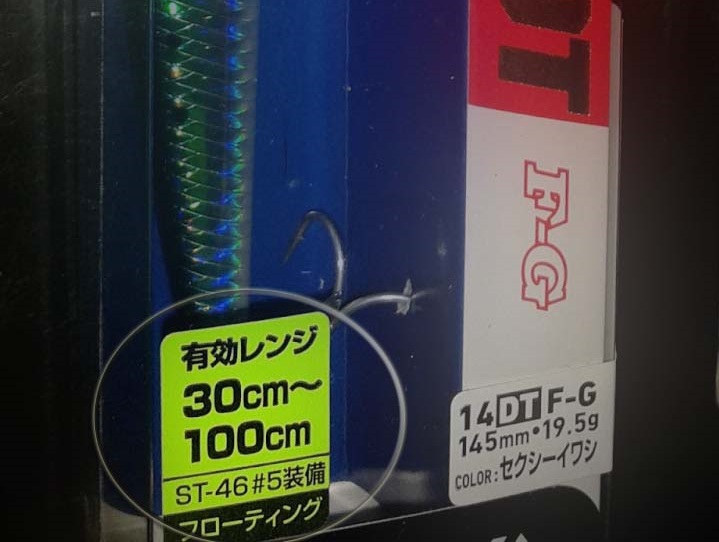 DT
F-G
有効レンジ
30cm〜
100cm
ST-46 #5装備
フローティング
14DT F-G
145mm・19.5g
COLOR:セクシーイワシ